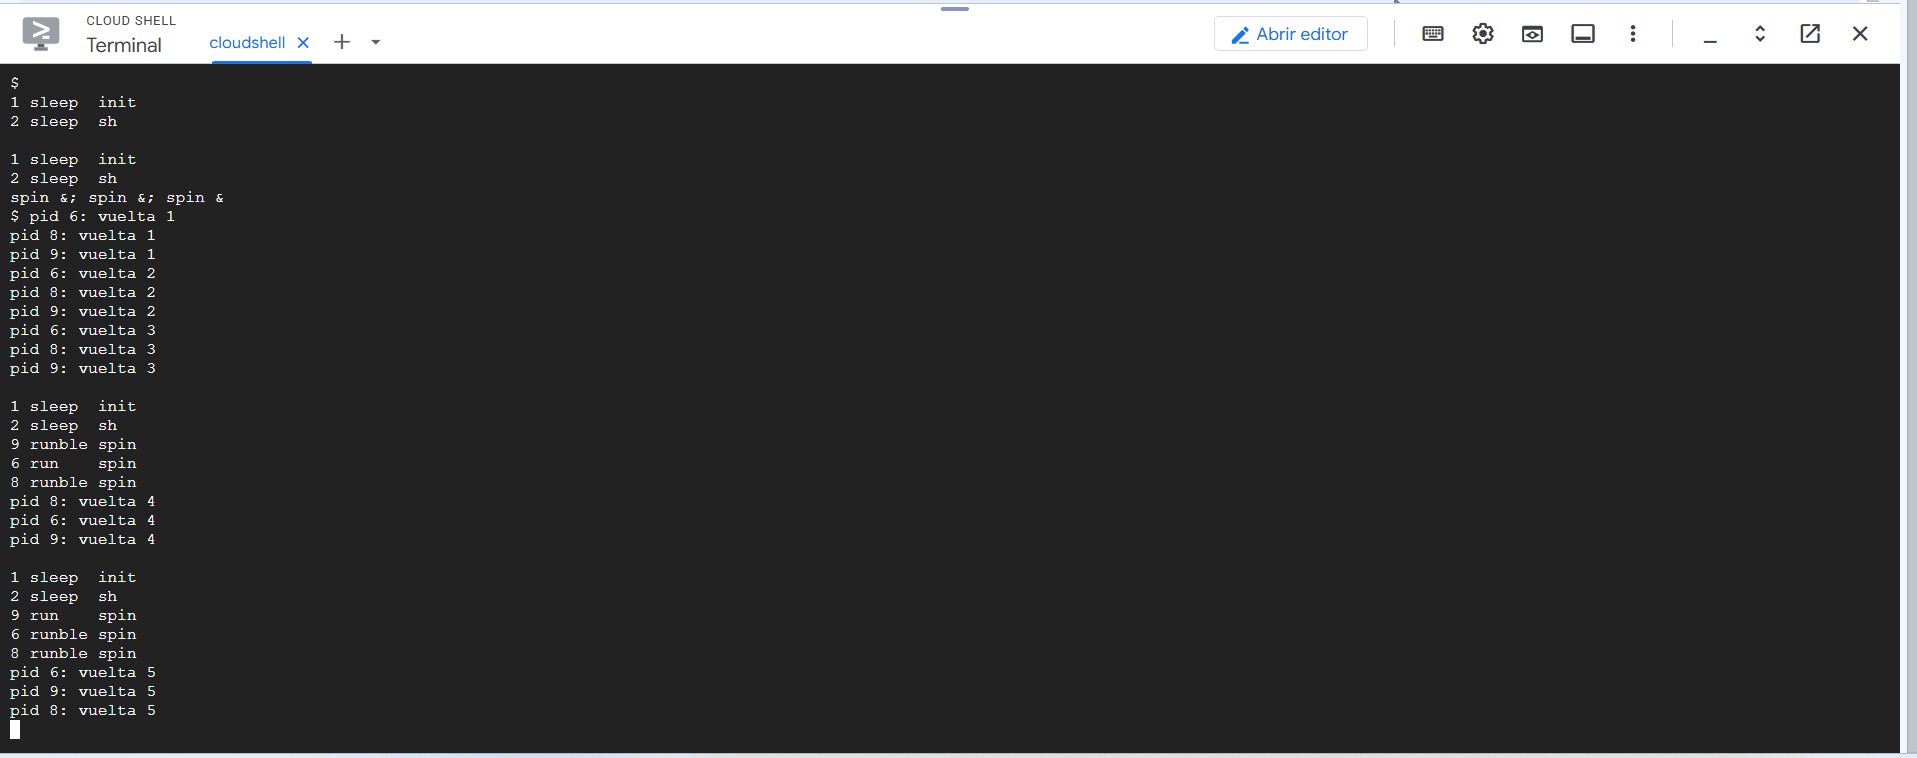 CLOUD SHELL
Terminal
cloudshell
Abrir editor
$
1 sleep  init
2 sleep  sh
1 sleep  init
2 sleep  sh
spin &; spin &; spin &
$ pid 6: vuelta 1
pid 8: vuelta 1
pid 9: vuelta 1
pid 6: vuelta 2
pid 8: vuelta 2
pid 9: vuelta 2
pid 6: vuelta 3
pid 8: vuelta 3
pid 9: vuelta 3
1 sleep  init
2 sleep  sh
9 runble spin
6 run    spin
8 runble spin
pid 8: vuelta 4
pid 6: vuelta 4
pid 9: vuelta 4
1 sleep  init
2 sleep  sh
9 run    spin
6 runble spin
8 runble spin
pid 6: vuelta 5
pid 9: vuelta 5
pid 8: vuelta 5